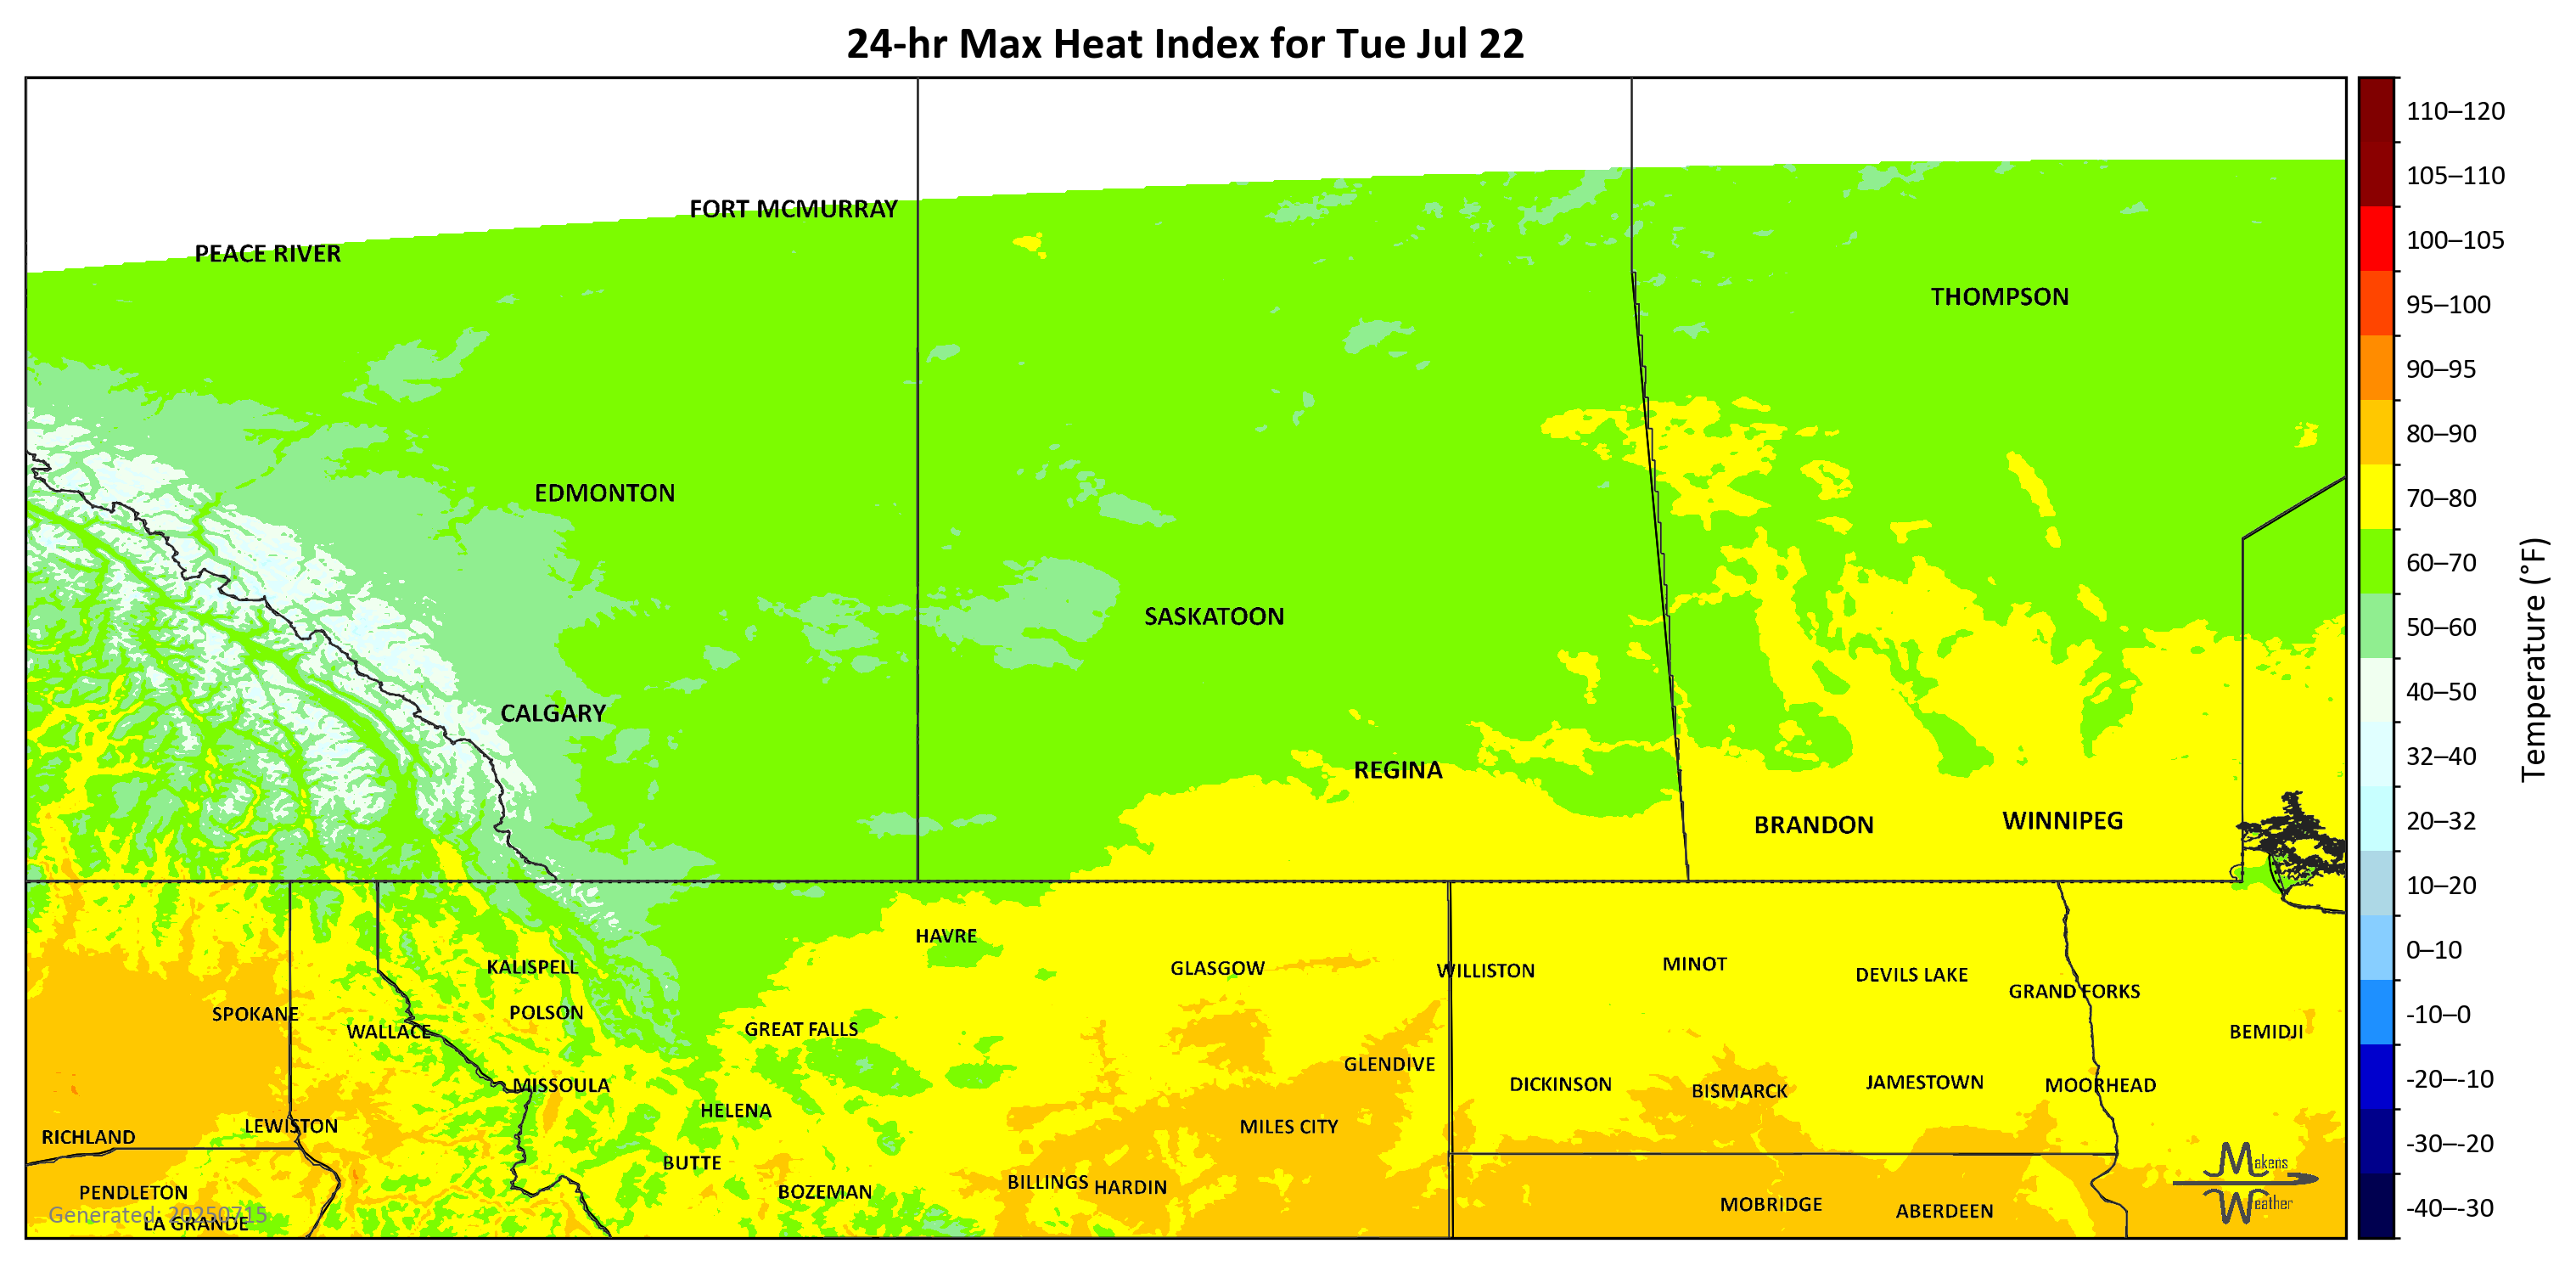 24-hr Max Heat Index for Tue Jul 22
110–120
105–110
100–105
95–100
90–95
80–90
70–80
60–70
50–60
40–50
32–40
20–32
10–20
0–10
-10–0
-20–-10
-30–-20
-40–-30
Temperature (°F)
FORT MCMURRAY
PEACE RIVER
THOMPSON
EDMONTON
SASKATOON
CALGARY
REGINA
BRANDON
WINNIPEG
HAVRE
KALISPELL
GLASGOW
WILLISTON
MINOT
DEVILS LAKE
GRAND FORKS
SPOKANE
POLSON
WALLACE
GREAT FALLS
BEMIDJI
GLENDIVE
MISSOULA
DICKINSON
BISMARCK
JAMESTOWN
MOORHEAD
HELENA
LEWISTON
MILES CITY
RICHLAND
BUTTE
BILLINGS
HARDIN
PENDLETON
BOZEMAN
MOBRIDGE
ABERDEEN
Generated: 20250715
LA GRANDE
Makens
Weather